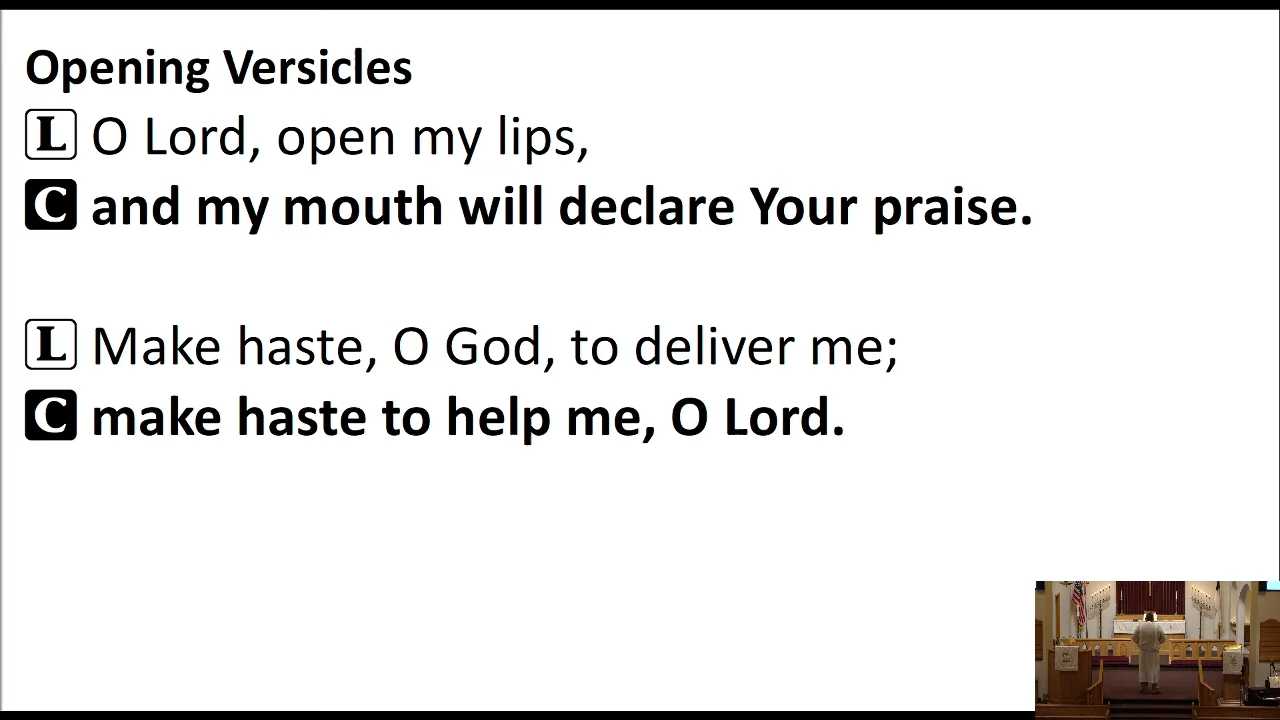 Opening Versicles
L O Lord, open my lips,
C and my mouth will declare Your praise.
L Make haste, O God, to deliver me;
C make haste to help me, O Lord.